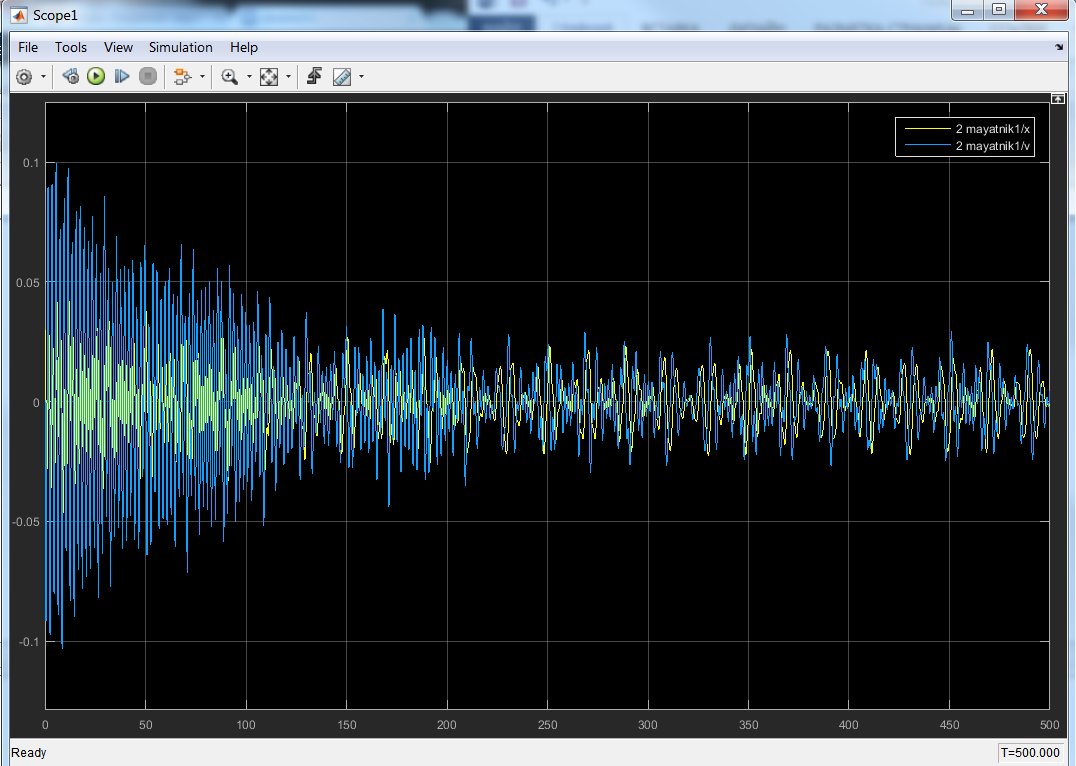 Scope1
File Tools View Simulation Help
2 mayatnik1/x
2 mayatnik1/v
0.1
0.05
0
-0.05
-0.1
0 50 100 150 200 250 300 350 400 450 500
Ready T=500.000